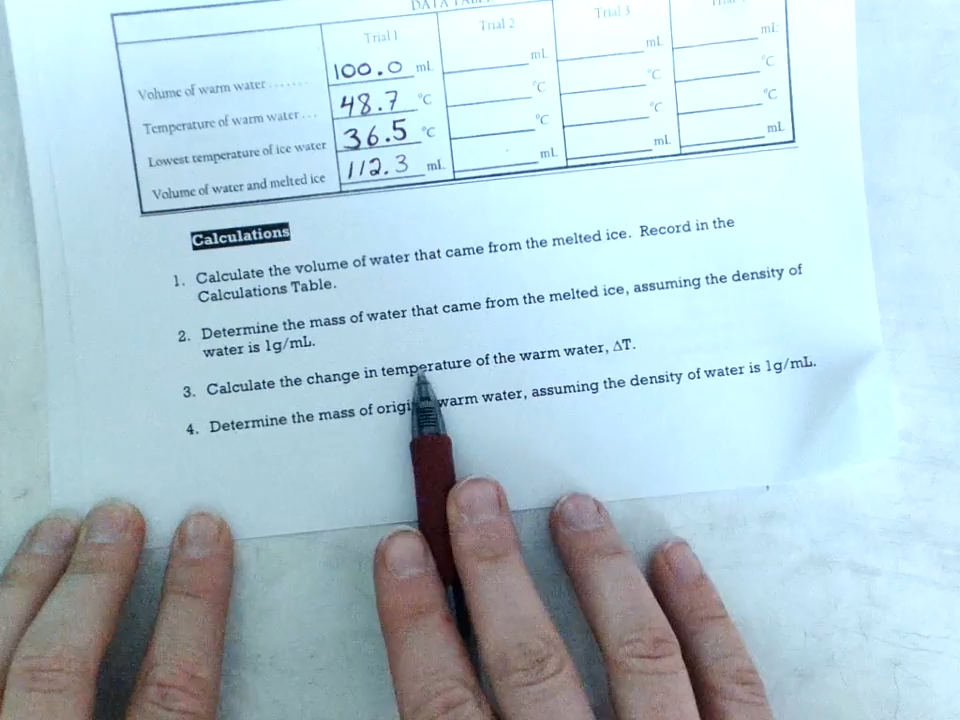 Trial 1 Trial 2 Trial 3
Volume of warm water ....... 100.0 mL mL mL mL
Temperature of warm water ... 48.7 °C °C °C °C
Lowest temperature of ice water 36.5 °C °C °C °C
Volume of water and melted ice 112.3 mL mL mL mL
Calculations
1. Calculate the volume of water that came from the melted ice. Record in the
Calculations Table.
2. Determine the mass of water that came from the melted ice, assuming the density of
water is 1g/mL.
3. Calculate the change in temperature of the warm water, ΔT.
4. Determine the mass of warm water, assuming the density of water is 1g/mL.